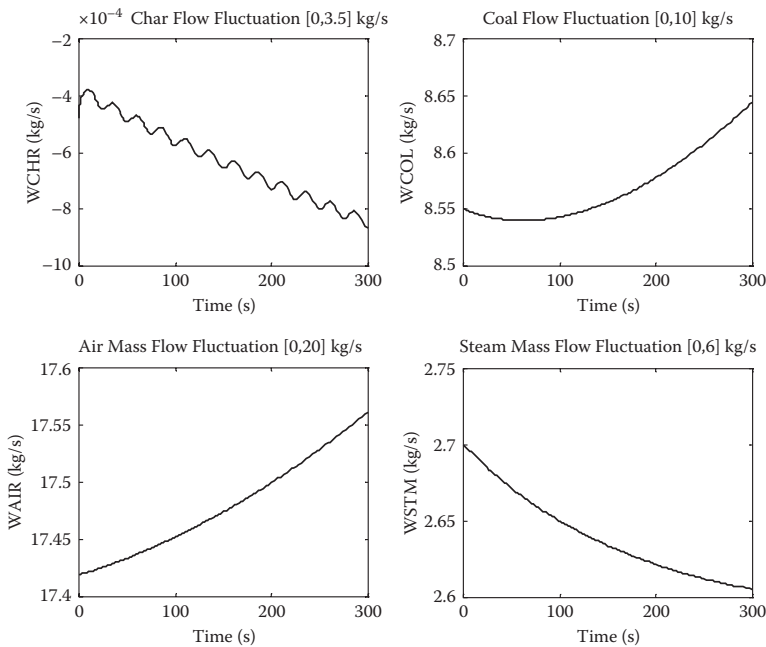 ×10⁻⁴ Char Flow Fluctuation [0,3.5] kg/s
−2
−4
−6
−8
−10
WCHR (kg/s)
0 100 200 300
Time (s)
Coal Flow Fluctuation [0,10] kg/s
8.7
8.65
8.6
8.55
8.5
WCOL (kg/s)
0 100 200 300
Time (s)
Air Mass Flow Fluctuation [0,20] kg/s
17.6
17.55
17.5
17.45
17.4
WAIR (kg/s)
0 100 200 300
Time (s)
Steam Mass Flow Fluctuation [0,6] kg/s
2.75
2.7
2.65
2.6
WSTM (kg/s)
0 100 200 300
Time (s)